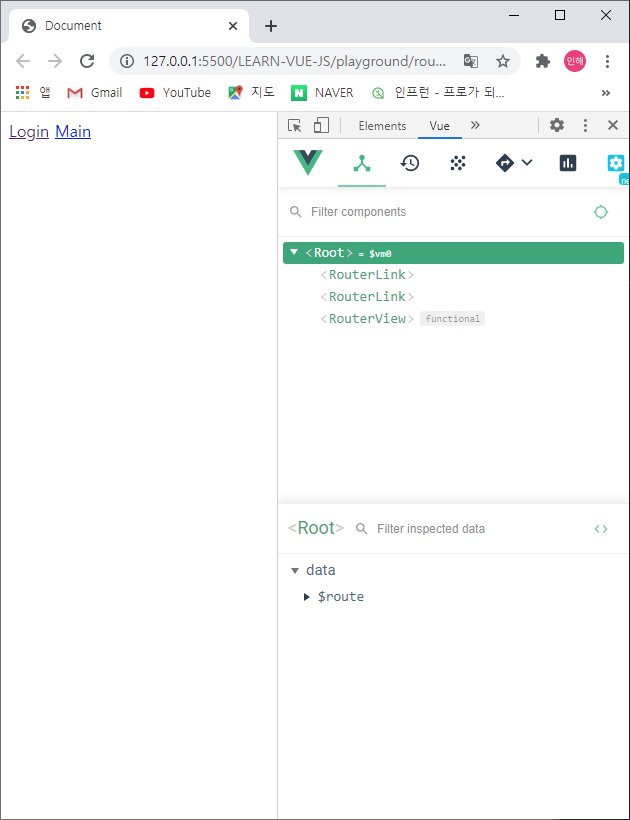 Document
127.0.0.1:5500/LEARN-VUE-JS/playground/rou...
인해
앱 Gmail YouTube 지도 NAVER 인프런 - 프로가 되...
Login Main
Elements Vue
Filter components
ne
<Root> = $vm0
<RouterLink>
<RouterLink>
<RouterView> functional
<Root> Filter inspected data
data
$route